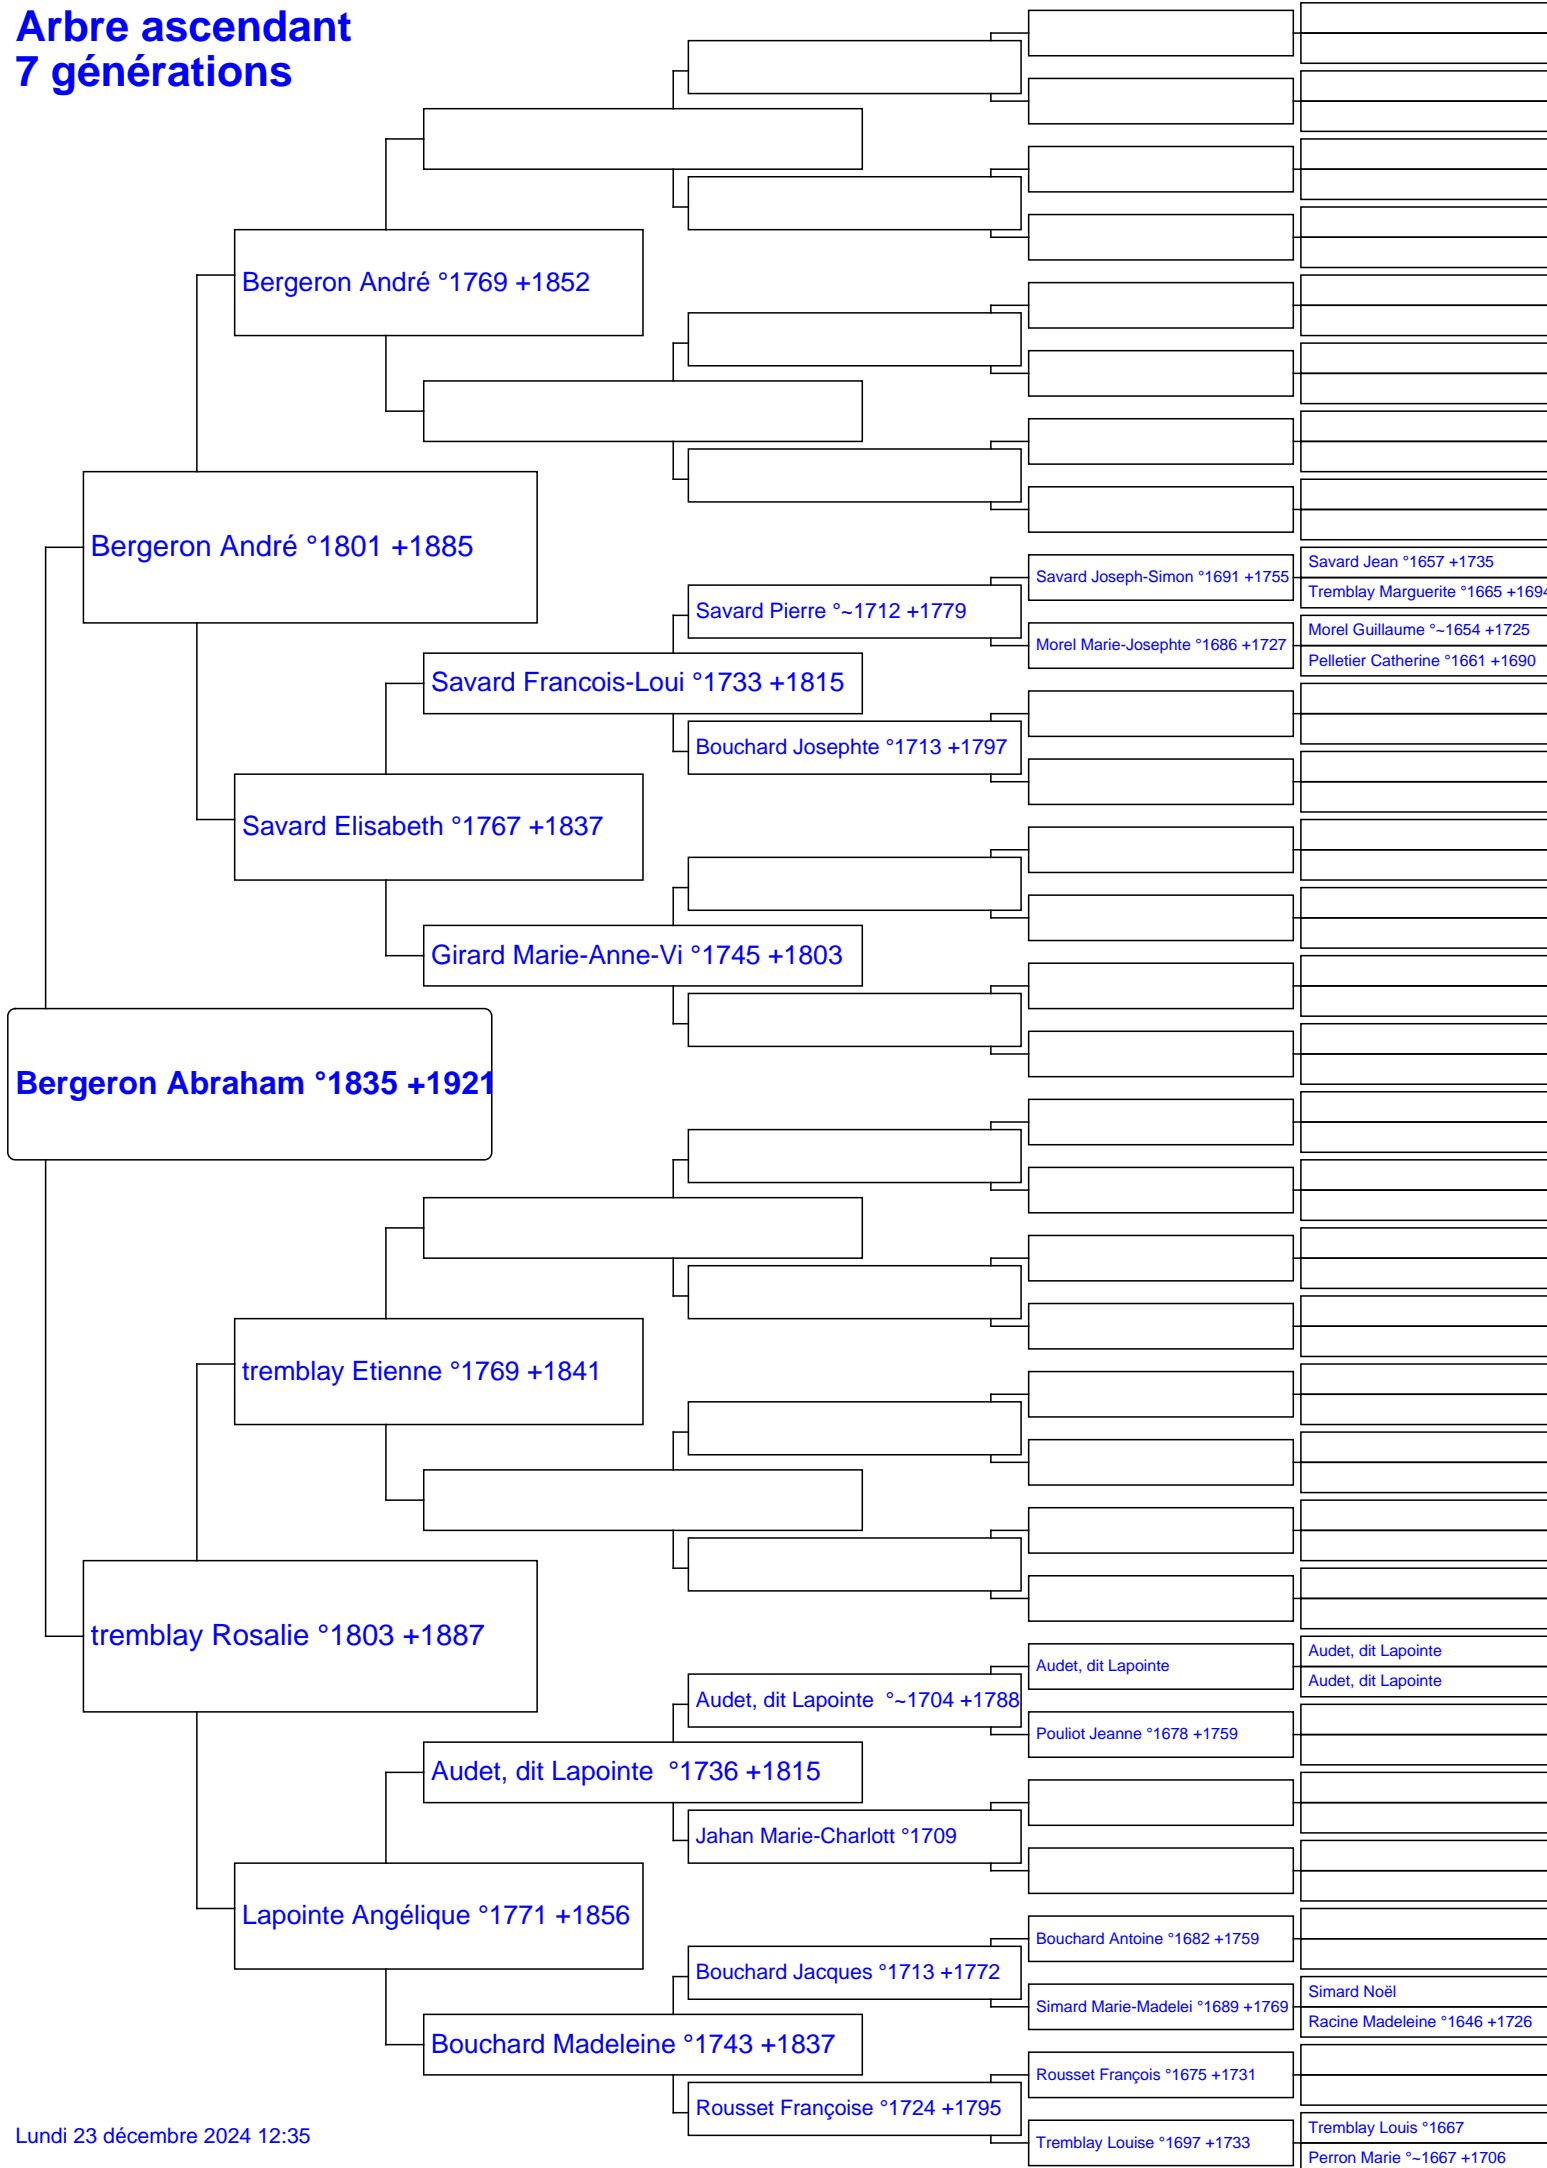 Arbre ascendant
7 générations
Bergeron André °1769 +1852
Bergeron André °1801 +1885
Savard Joseph-Simon °1691 +1755
Savard Jean °1657 +1735
Tremblay Marguerite °1665 +1694
Savard Pierre °~1712 +1779
Morel Marie-Josephte °1686 +1727
Morel Guillaume °~1654 +1725
Pelletier Catherine °1661 +1690
Savard Francois-Loui °1733 +1815
Bouchard Josephte °1713 +1797
Savard Elisabeth °1767 +1837
Girard Marie-Anne-Vi °1745 +1803
Bergeron Abraham °1835 +1921
tremblay Etienne °1769 +1841
tremblay Rosalie °1803 +1887
Audet, dit Lapointe
Audet, dit Lapointe
Audet, dit Lapointe
Audet, dit Lapointe  °~1704 +1788
Pouliot Jeanne °1678 +1759
Audet, dit Lapointe  °1736 +1815
Jahan Marie-Charlott °1709
Lapointe Angélique °1771 +1856
Bouchard Antoine °1682 +1759
Bouchard Jacques °1713 +1772
Simard Marie-Madelei °1689 +1769
Simard Noël
Racine Madeleine °1646 +1726
Bouchard Madeleine °1743 +1837
Rousset François °1675 +1731
Rousset Françoise °1724 +1795
Tremblay Louise °1697 +1733
Tremblay Louis °1667
Perron Marie °~1667 +1706
Lundi 23 décembre 2024 12:35